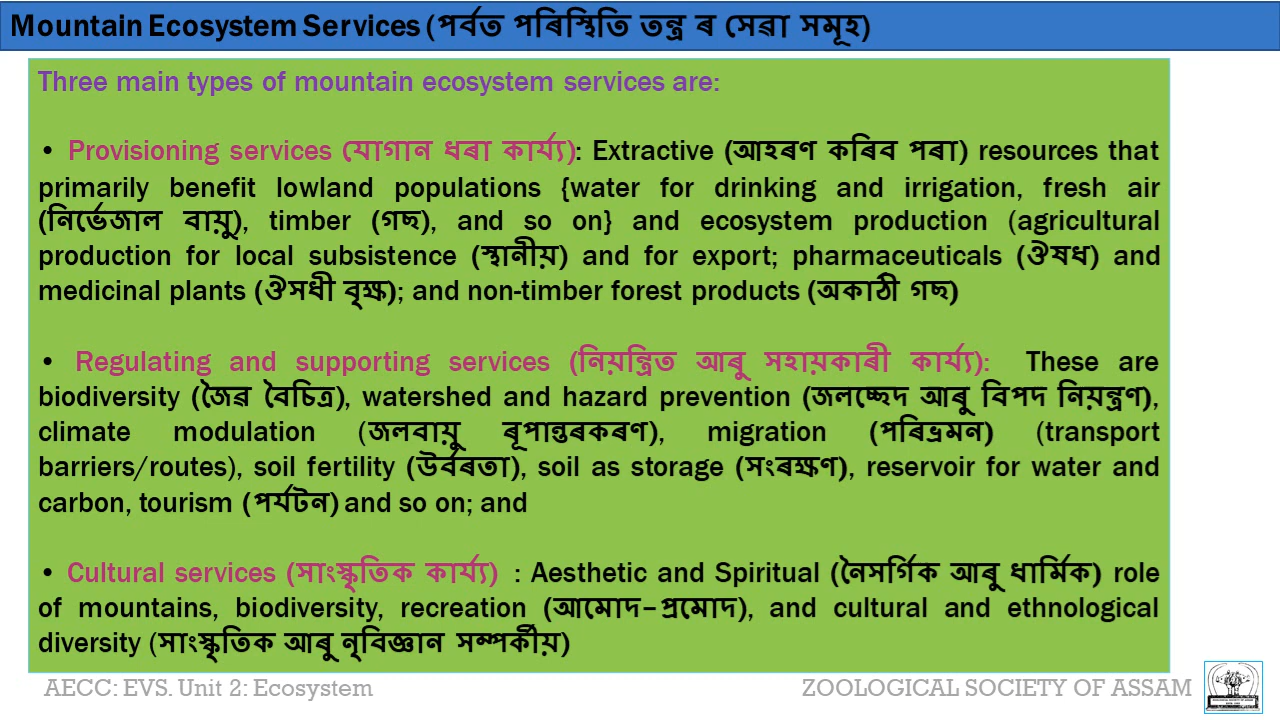 Mountain Ecosystem Services (পৰ্বত পৰিস্থিতি তন্ত্ৰ ৰ সেৱা সমূহ)
Three main types of mountain ecosystem services are:
• Provisioning services (যোগান ধৰা কাৰ্য্য): Extractive (আহৰণ কৰিব পৰা) resources that
primarily benefit lowland populations {water for drinking and irrigation, fresh air
(নিৰ্ভেজাল বায়ু), timber (গছ), and so on} and ecosystem production (agricultural
production for local subsistence (স্থানীয়) and for export; pharmaceuticals (ঔষধ) and
medicinal plants (ঔসধী বৃক্ষ); and non-timber forest products (অকাঠী গছ)
• Regulating and supporting services (নিয়ন্ত্ৰিত আৰু সহায়কাৰী কাৰ্য্য): These are
biodiversity (জৈৱ বৈচিত্ৰ), watershed and hazard prevention (জলচ্ছেদ আৰু বিপদ নিয়ন্ত্ৰণ),
climate modulation (জলবায়ু ৰূপান্তৰকৰণ), migration (পৰিভ্ৰমন) (transport
barriers/routes), soil fertility (উৰ্বৰতা), soil as storage (সংৰক্ষণ), reservoir for water and
carbon, tourism (পৰ্যটন) and so on; and
• Cultural services (সাংস্কৃতিক কাৰ্য্য) : Aesthetic and Spiritual (নৈসৰ্গিক আৰু ধাৰ্মিক) role
of mountains, biodiversity, recreation (আমোদ–প্ৰমোদ), and cultural and ethnological
diversity (সাংস্কৃতিক আৰু নৃবিজ্ঞান সম্পৰ্কীয়)
AECC: EVS. Unit 2: Ecosystem
ZOOLOGICAL SOCIETY OF ASSAM